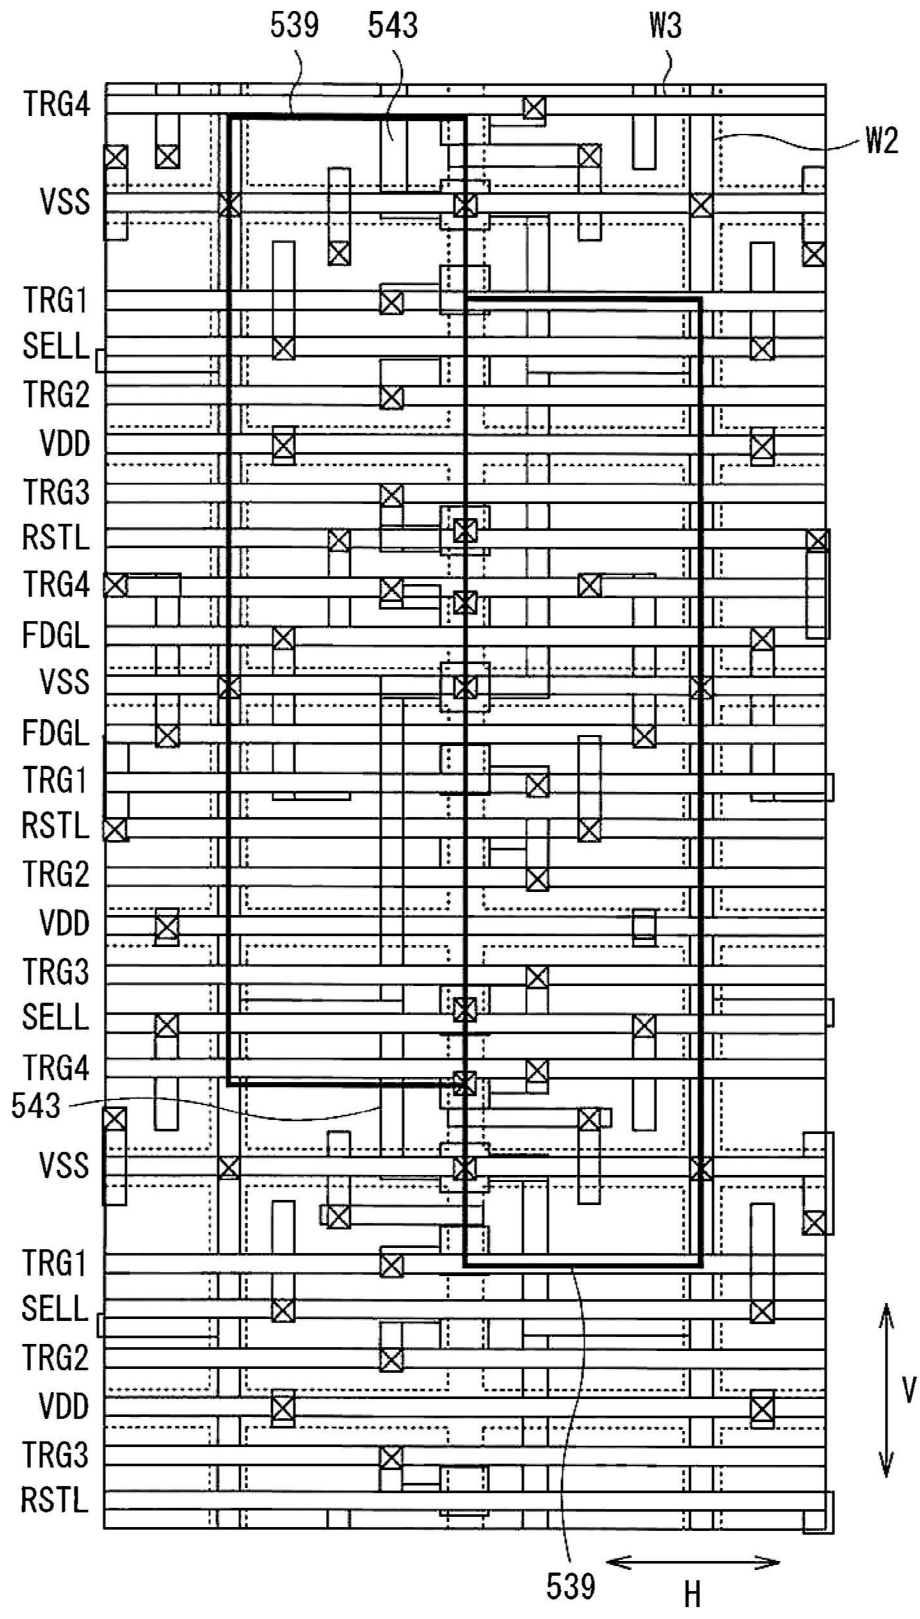 539 543 W3
TRG4
W2
VSS
TRG1
SELL
TRG2
VDD
TRG3
RSTL
TRG4
FDGL
VSS
FDGL
TRG1
RSTL
TRG2
VDD
TRG3
SELL
TRG4
543
VSS
TRG1
SELL
TRG2
VDD
V
TRG3
RSTL
539 H